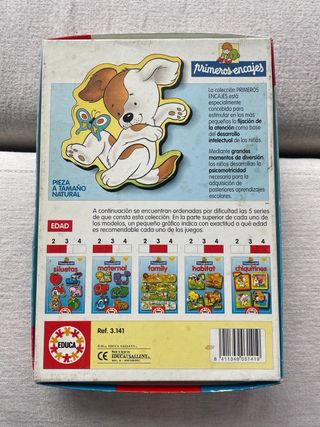 primeros-encajes
La colección PRIMEROS
ENCAJES está
especialmente
concebida para
estimular en los más
pequeños la fijación de
la atención como base
del desarrollo
intelectual de los niños.
Mediante grandes
momentos de diversión,
los niños desarrollan la
psicomotricidad
necesaria para la
adquisición de
posteriores aprendizajes
escolares.
PIEZA
A TAMAÑO
NATURAL
A continuación se encuentran ordenadas por dificultad las 5 series
de que consta esta colección. En la parte superior de cada uno de
los modelos, un pequeño gráfico indica con exactitud a qué edad
es recomendable cada uno de los juegos.
EDAD
2 3 4
2 3 4
2 3 4
2 3 4
2 3 4
siluetas
maternal
family
habitat
chiquitines
EDUCA
Ref. 3.141
EDUCA SALLENT
CE
EDUCA SALLENT
8 411349 031419